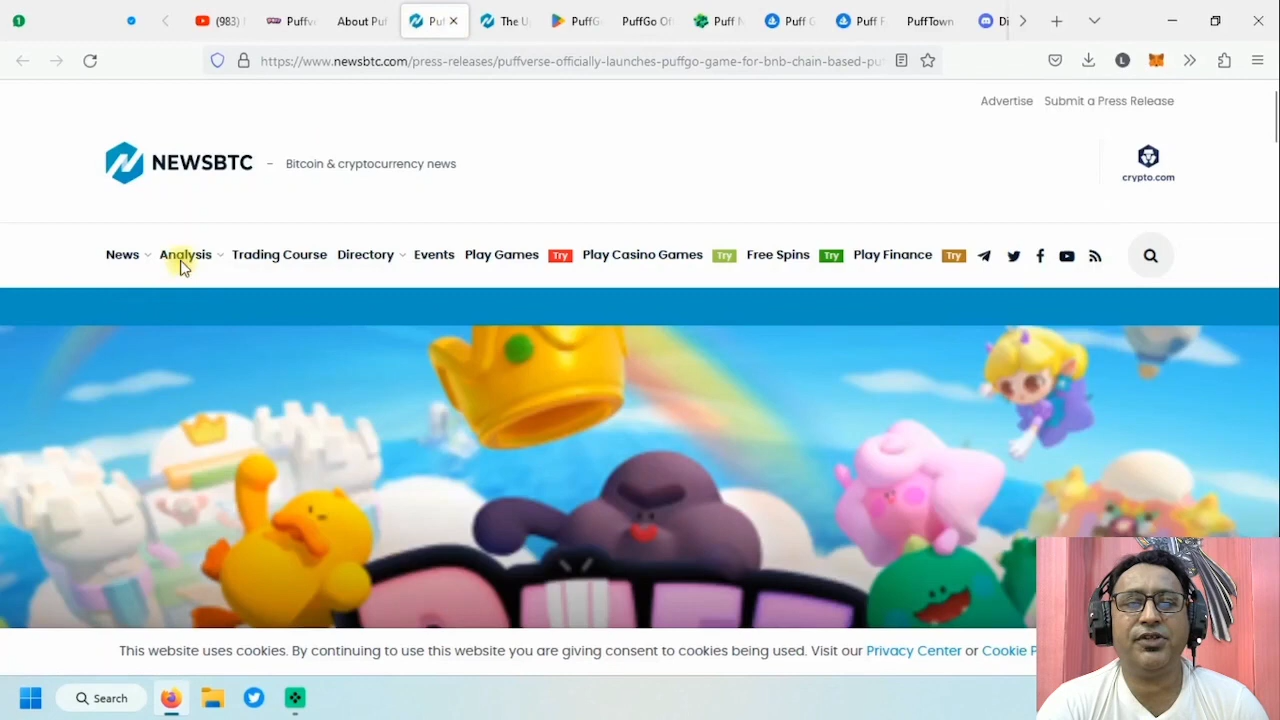 (983)
Puffv
About Puf
Puf
The U
PuffG
PuffGo Of
Puff N
Puff G
Puff F
PuffTown
Di
https://www.newsbtc.com/press-releases/puffverse-officially-launches-puffgo-game-for-bnb-chain-based-pu
Advertise Submit a Press Release
NEWSBTC - Bitcoin & cryptocurrency news
crypto.com
News Analysis Trading Course Directory Events Play Games Try Play Casino Games Try Free Spins Try Play Finance Try
This website uses cookies. By continuing to use this website you are giving consent to cookies being used. Visit our Privacy Center or Cookie P
Search